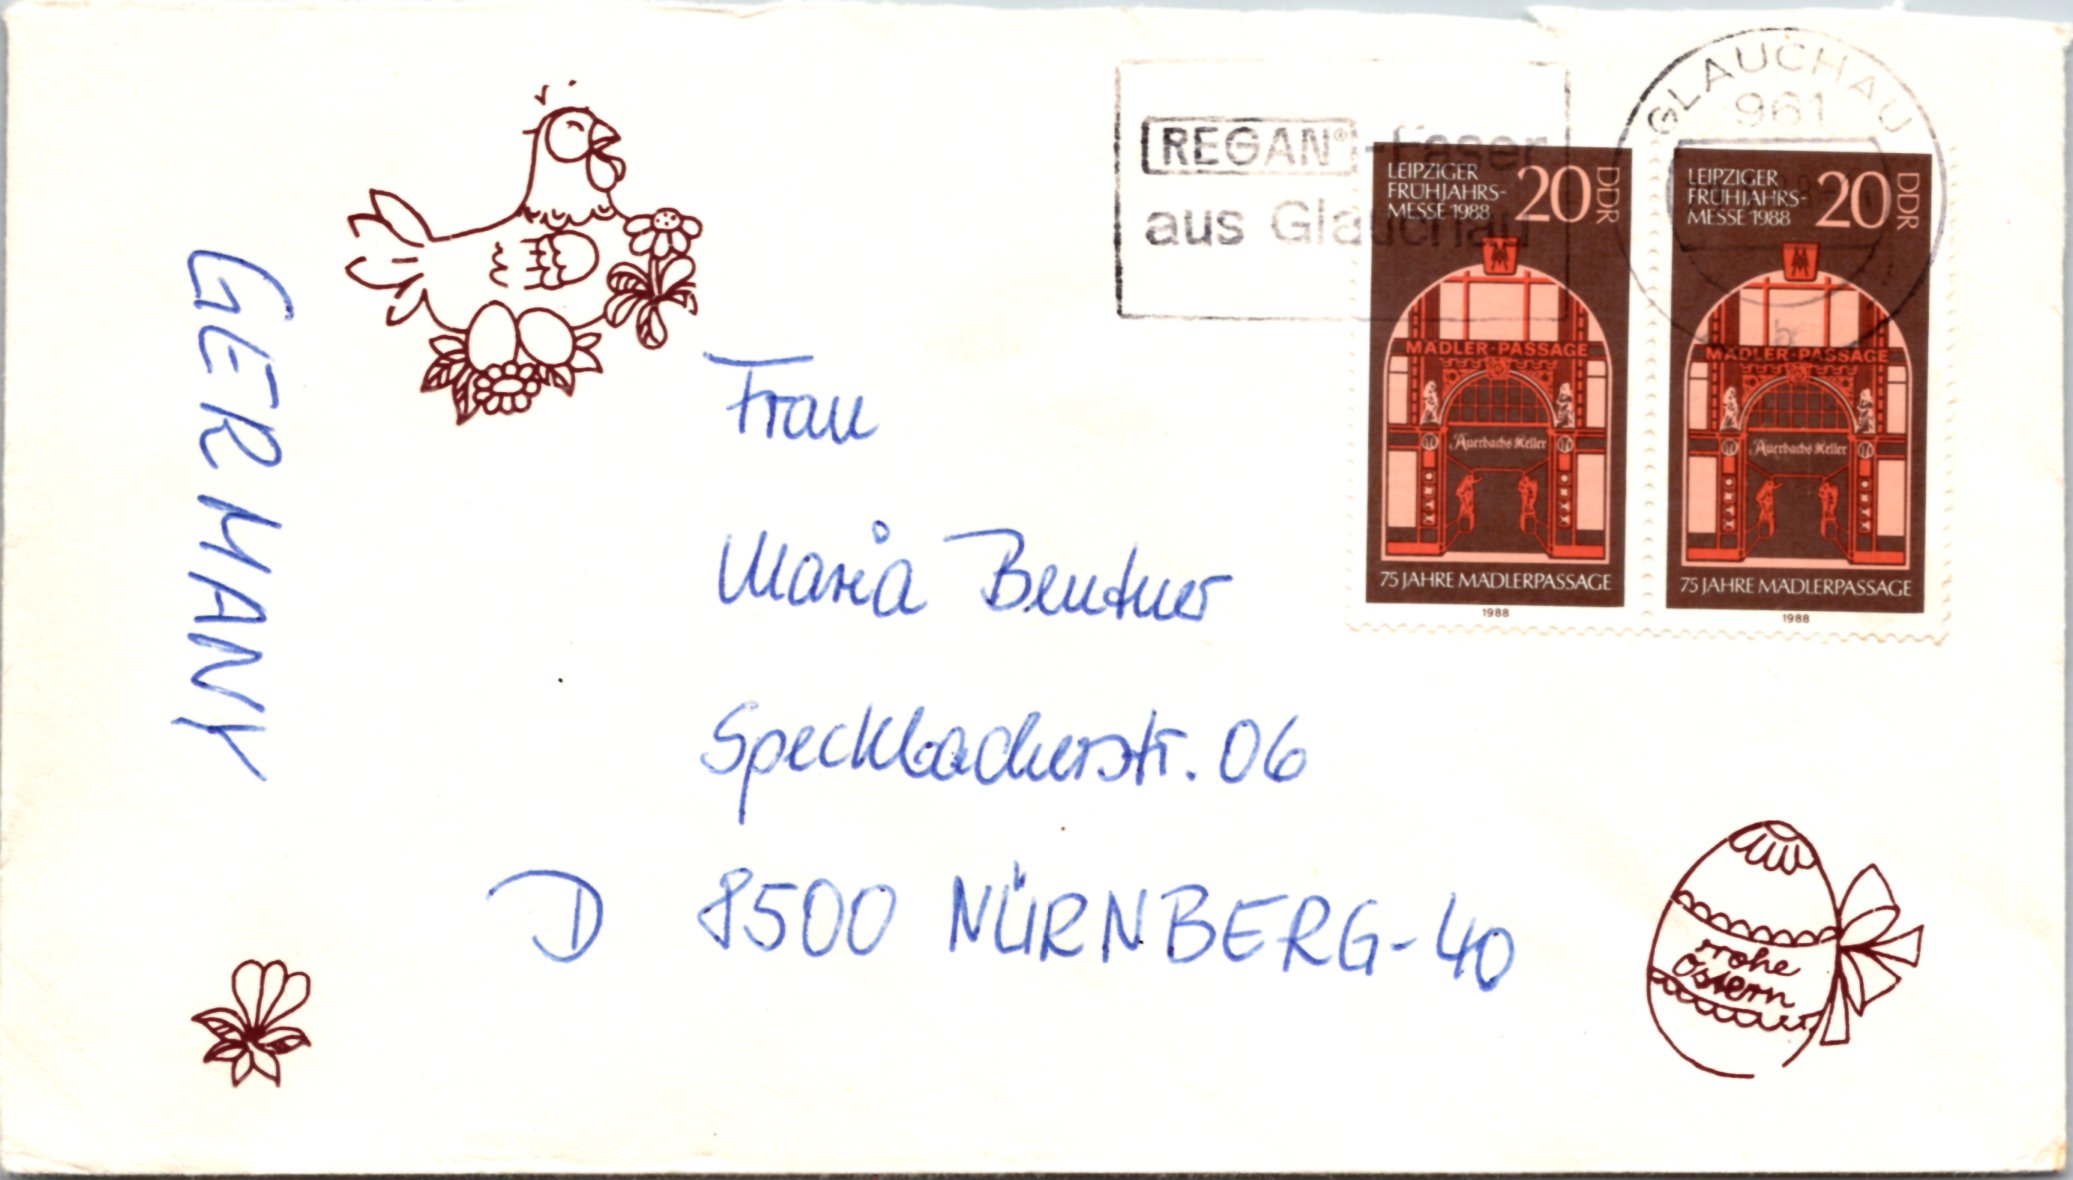 REGAN® -Faser
aus Glauchau
GLAUCHAU
961
b
LEIPZIGER
FRÜHJAHRS-
MESSE 1988
20
DDR
MÄDLER-PASSAGE
Auerbachs Keller
75 JAHRE MÄDLERPASSAGE
1988
LEIPZIGER
FRÜHJAHRS-
MESSE 1988
20
DDR
MÄDLER-PASSAGE
Auerbachs Keller
75 JAHRE MÄDLERPASSAGE
1988
GERMANY
Frau
Maria Beutner
Speckbacherstr. 06
D 8500 NÜRNBERG-40
Frohe
Ostern